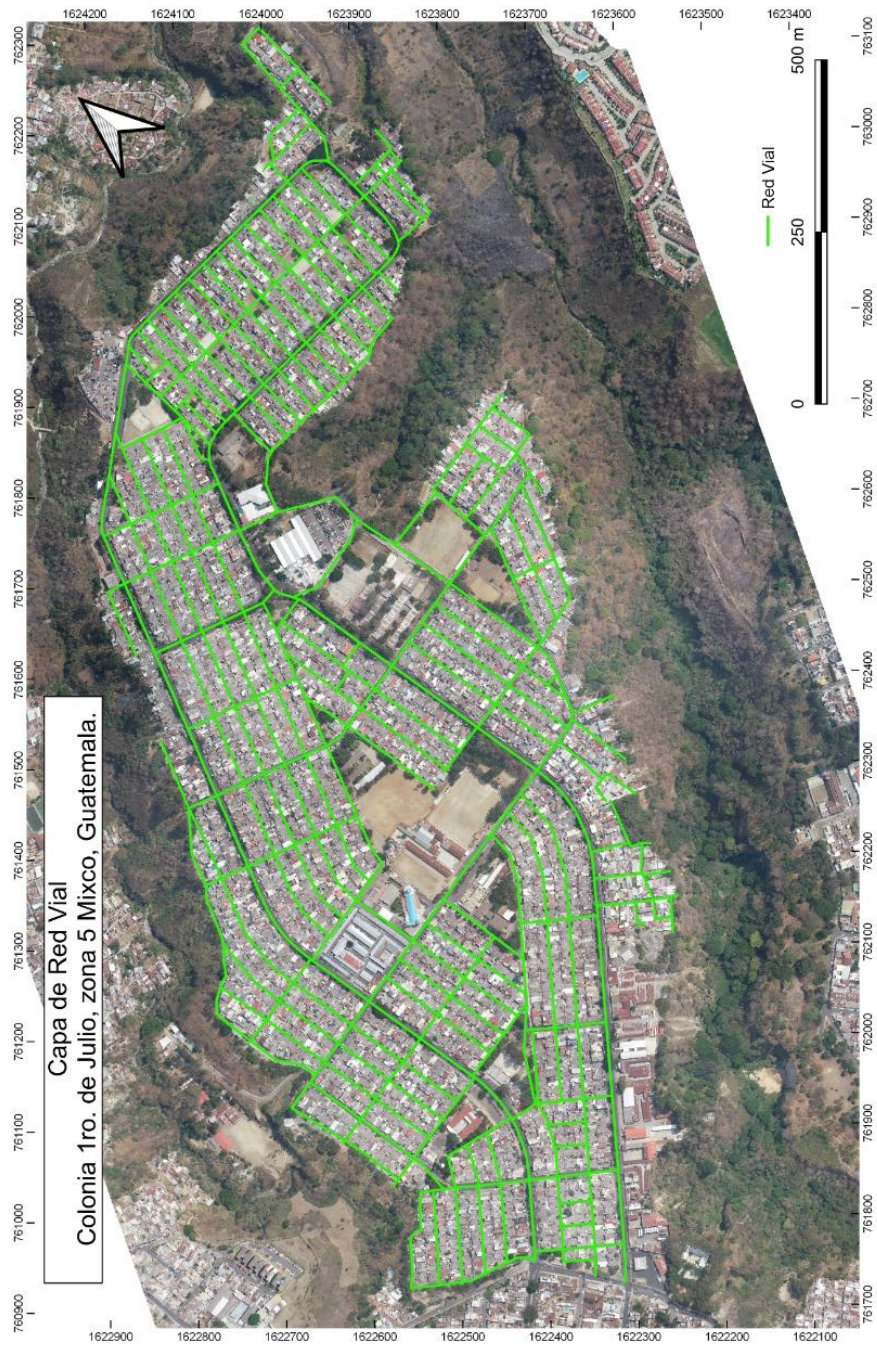 760900 761000 761100 761200 761300 761400 761500 761600 761700 761800 761900 762000 762100 762200 762300
Capa de Red Vial
Colonia 1ro. de Julio, zona 5 Mixco, Guatemala.
1624200 1624100 1624000 1623900 1623800 1623700 1623600 1623500 1623400
1622900 1622800 1622700 1622600 1622500 1622400 1622300 1622200 1622100
Red Vial
0 250 500 m
761700 761800 761900 762000 762100 762200 762300 762400 762500 762600 762700 762800 762900 763000 763100